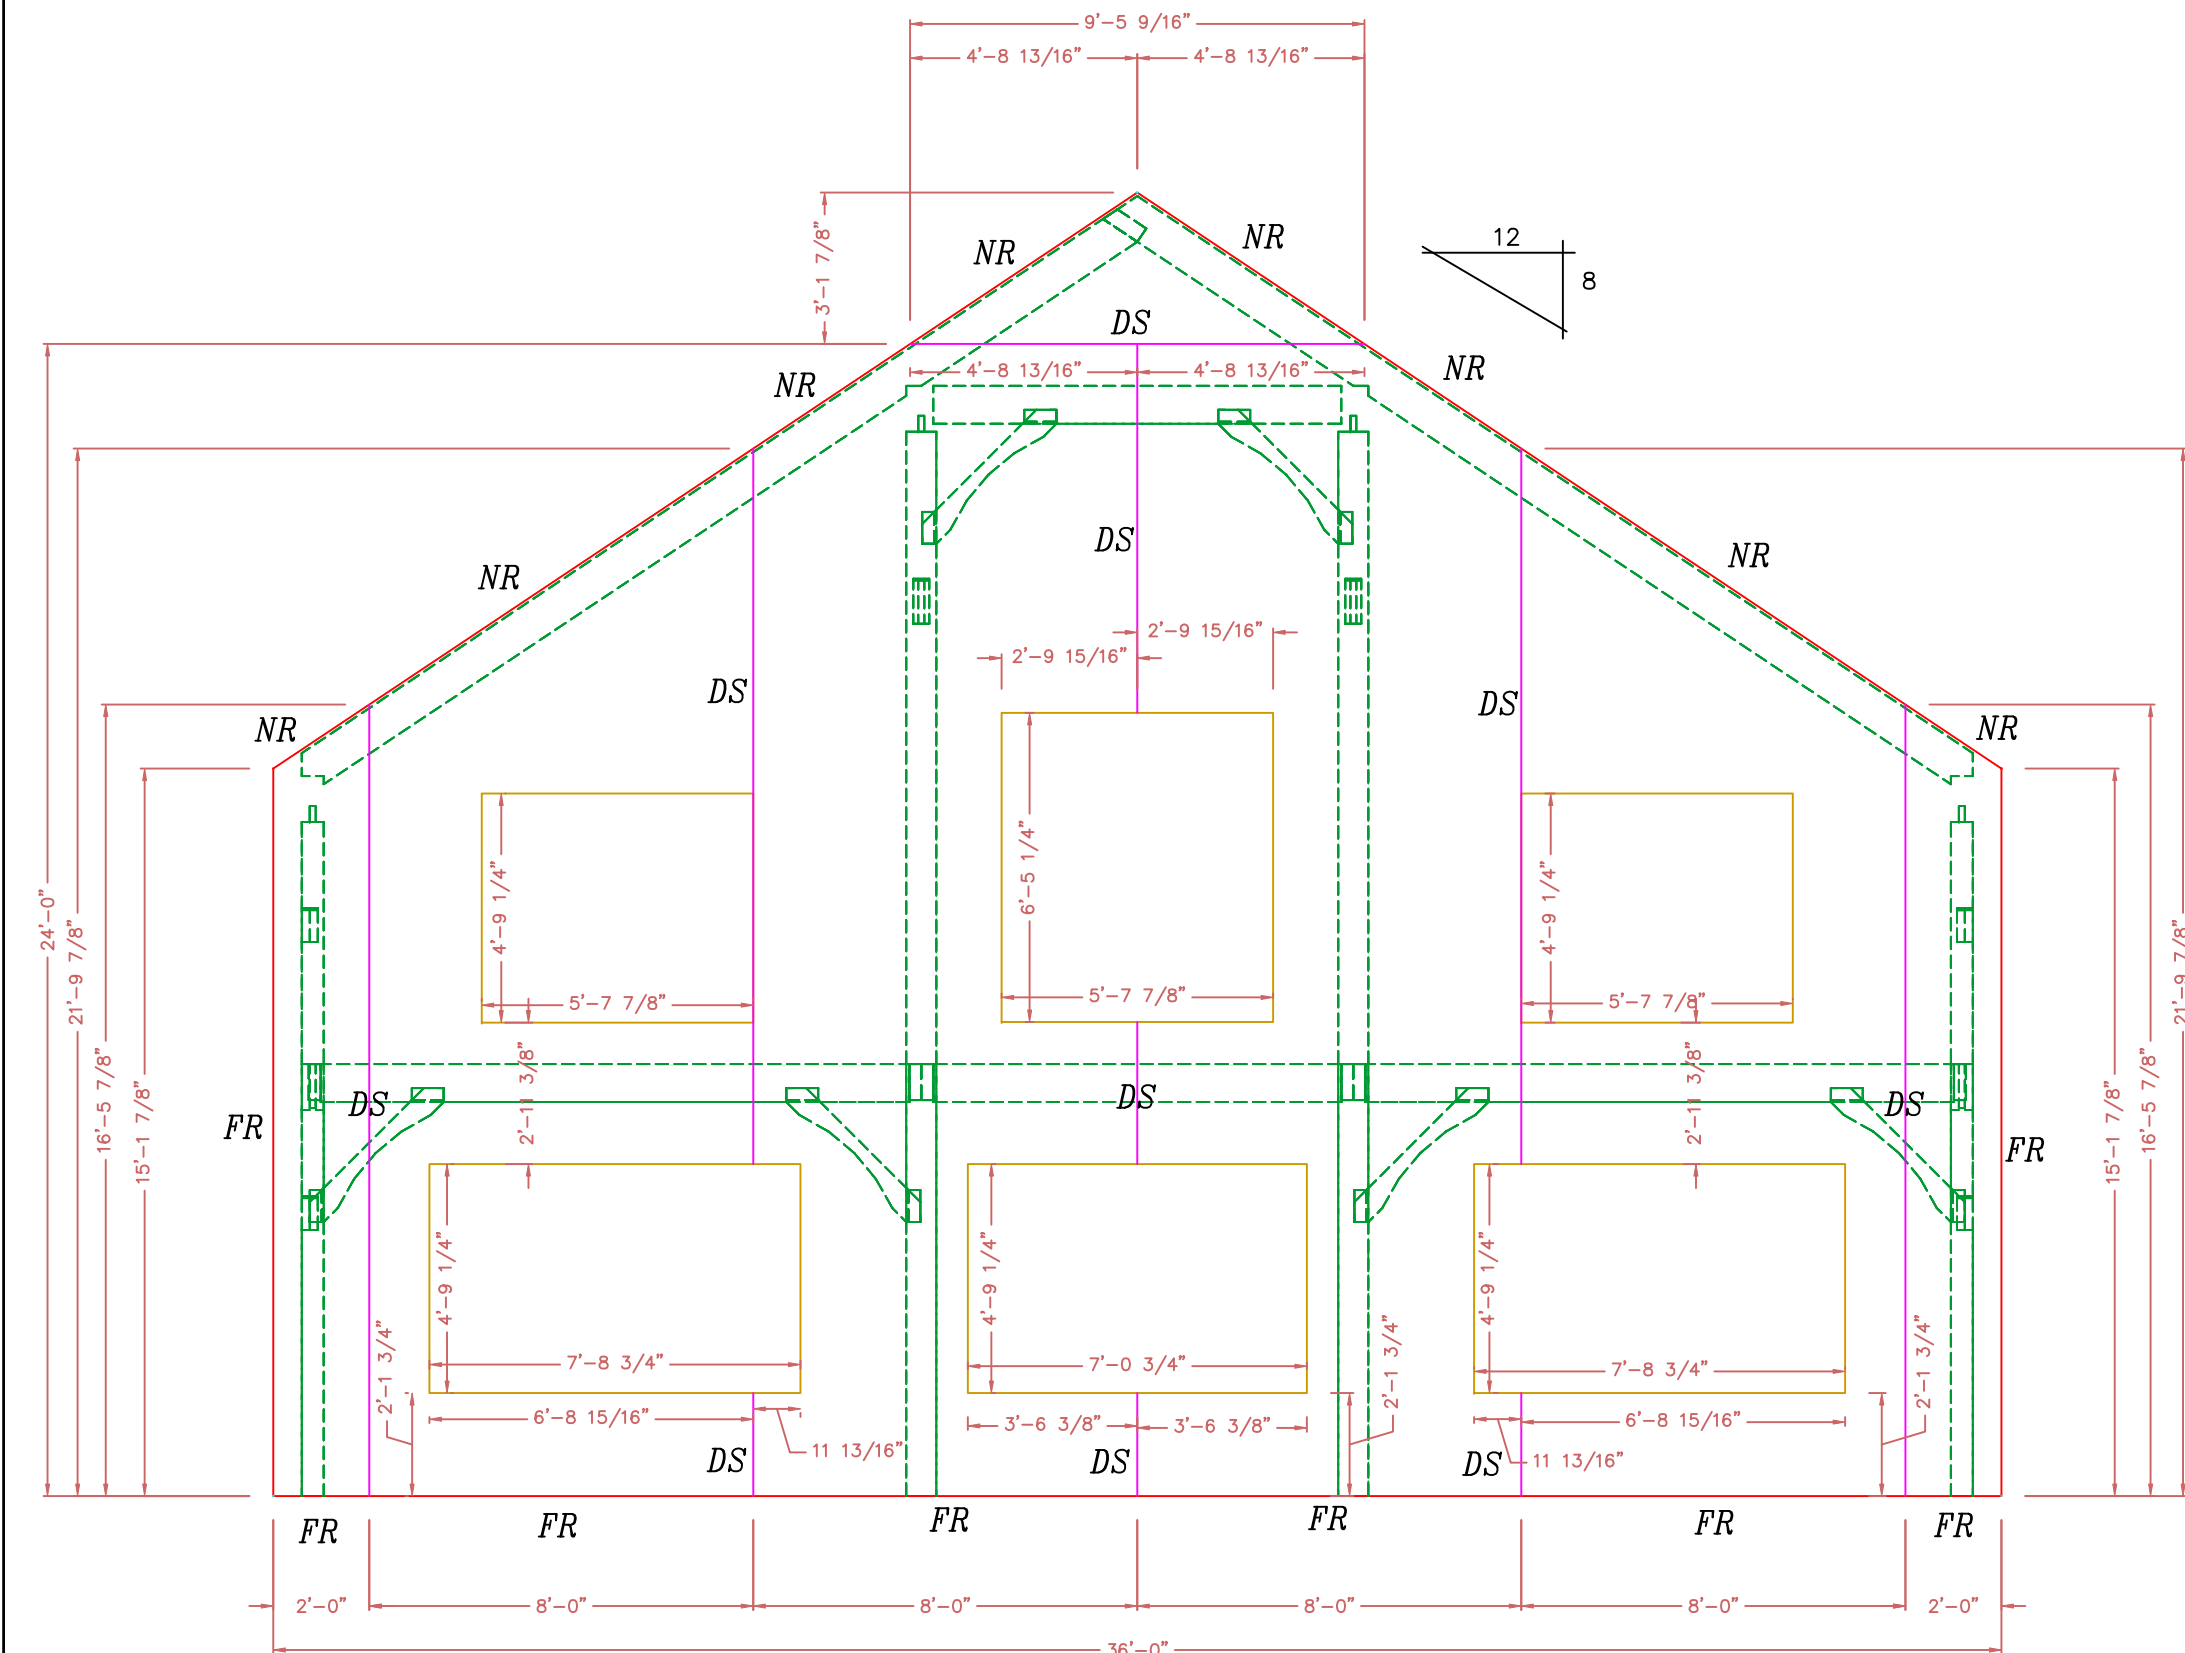 9'-5 9/16"
4'-8 13/16" 4'-8 13/16"
NR NR
12
8
3'-1 7/8"
DS
4'-8 13/16" 4'-8 13/16"
NR NR
DS
NR NR
2'-9 15/16"
2'-9 15/16"
DS DS
NR NR
24'-0"
21'-9 7/8"
16'-5 7/8"
15'-1 7/8"
4'-9 1/4"
6'-5 1/4"
4'-9 1/4"
21'-9 7/8"
16'-5 7/8"
15'-1 7/8"
5'-7 7/8" 5'-7 7/8" 5'-7 7/8"
2'-11 3/8" 2'-11 3/8"
DS DS DS
FR FR
4'-9 1/4" 4'-9 1/4" 4'-9 1/4"
2'-1 3/4" 2'-1 3/4" 2'-1 3/4"
7'-8 3/4" 7'-0 3/4" 7'-8 3/4"
6'-8 15/16" 3'-6 3/8" 3'-6 3/8" 6'-8 15/16"
11 13/16" 11 13/16"
DS DS DS
FR FR FR FR FR FR
2'-0" 8'-0" 8'-0" 8'-0" 8'-0" 2'-0"
36'-0"